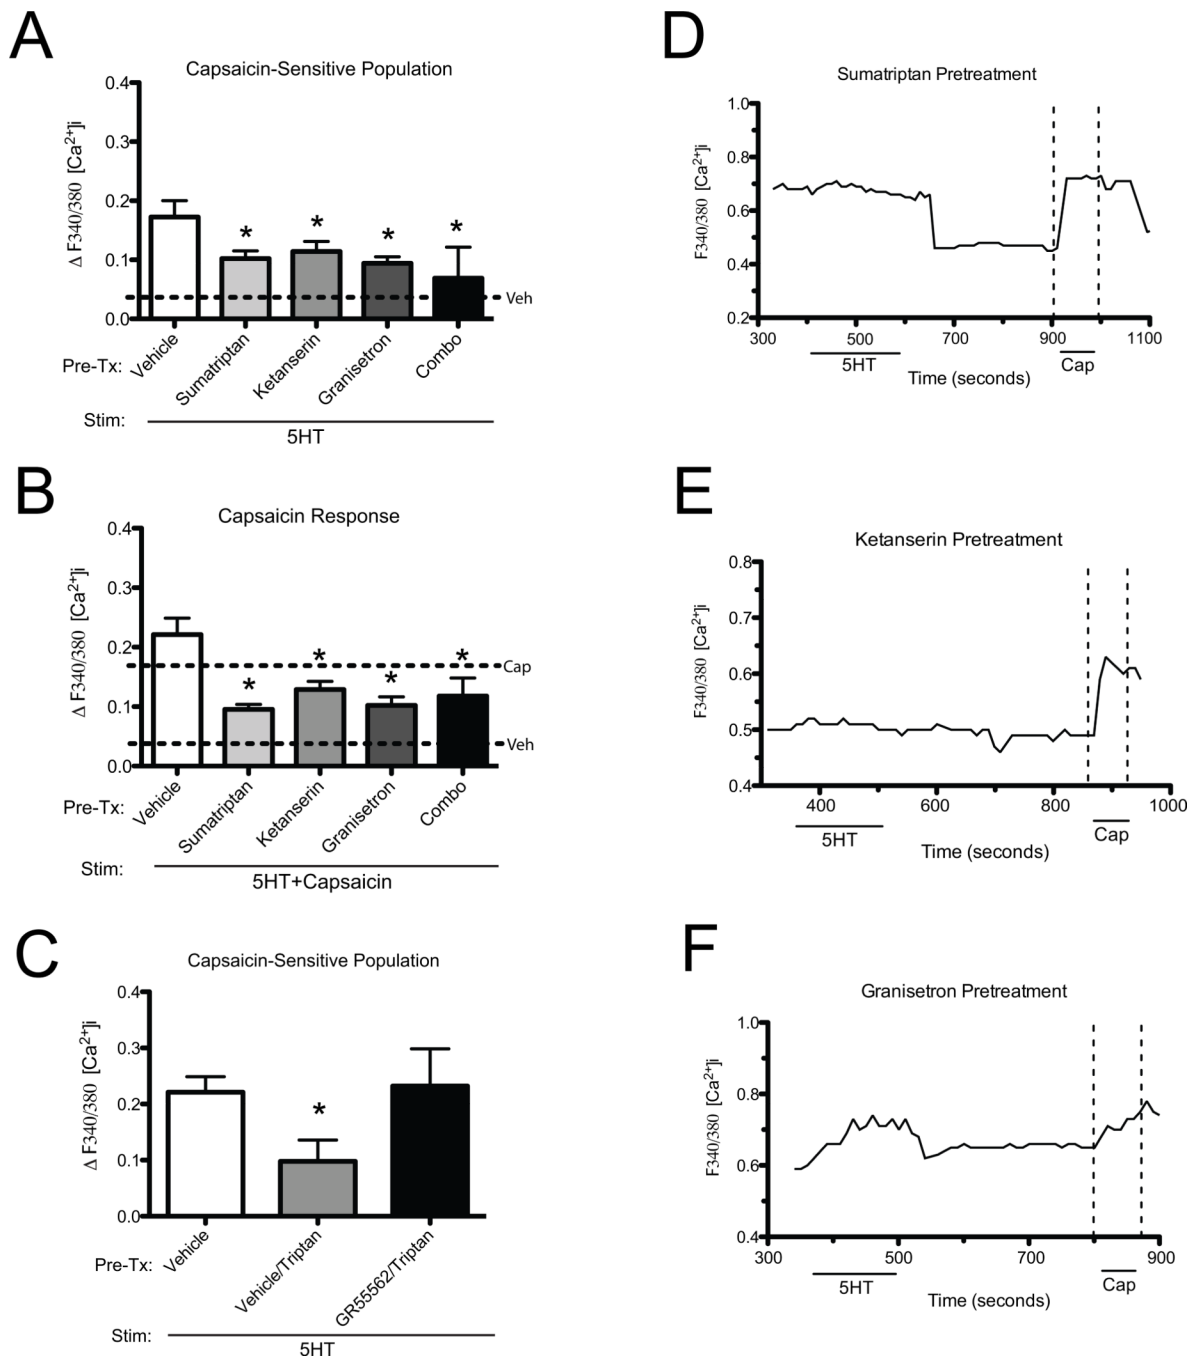 A
Capsaicin-Sensitive Population
Δ F340/380 [Ca2+]i
0.4
0.3
0.2
0.1
0.0
* * * *
Veh
Pre-Tx: Vehicle Sumatriptan Ketanserin Granisetron Combo
Stim: 5HT
B
Capsaicin Response
Δ F340/380 [Ca2+]i
0.4
0.3
0.2
0.1
0.0
* * * *
Cap
Veh
Pre-Tx: Vehicle Sumatriptan Ketanserin Granisetron Combo
Stim: 5HT+Capsaicin
C
Capsaicin-Sensitive Population
Δ F340/380 [Ca2+]i
0.4
0.3
0.2
0.1
0.0
*
Pre-Tx: Vehicle Vehicle/Triptan GR55562/Triptan
Stim: 5HT
D
Sumatriptan Pretreatment
F340/380 [Ca2+]i
1.0
0.8
0.6
0.4
0.2
300 500 700 900 1100
5HT Cap
Time (seconds)
E
Ketanserin Pretreatment
F340/380 [Ca2+]i
0.8
0.7
0.6
0.5
0.4
400 600 800 1000
5HT Cap
Time (seconds)
F
Granisetron Pretreatment
F340/380 [Ca2+]i
1.0
0.8
0.6
0.4
300 500 700 900
5HT Cap
Time (seconds)